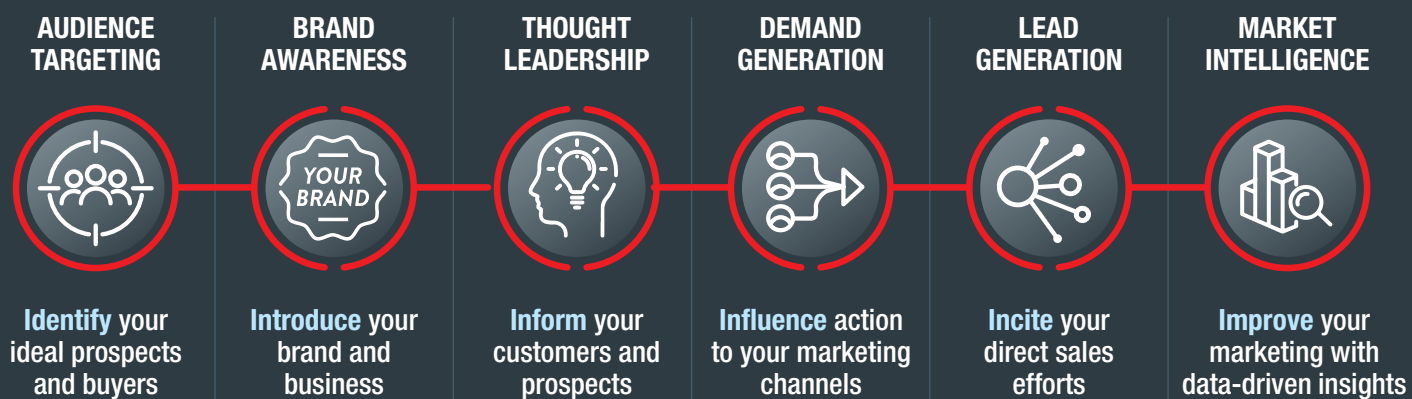 AUDIENCE
TARGETING
Identify your
ideal prospects
and buyers
BRAND
AWARENESS
YOUR
BRAND
Introduce your
brand and
business
THOUGHT
LEADERSHIP
Inform your
customers and
prospects
DEMAND
GENERATION
Influence action
to your marketing
channels
LEAD
GENERATION
Incite your
direct sales
efforts
MARKET
INTELLIGENCE
Improve your
marketing with
data-driven insights